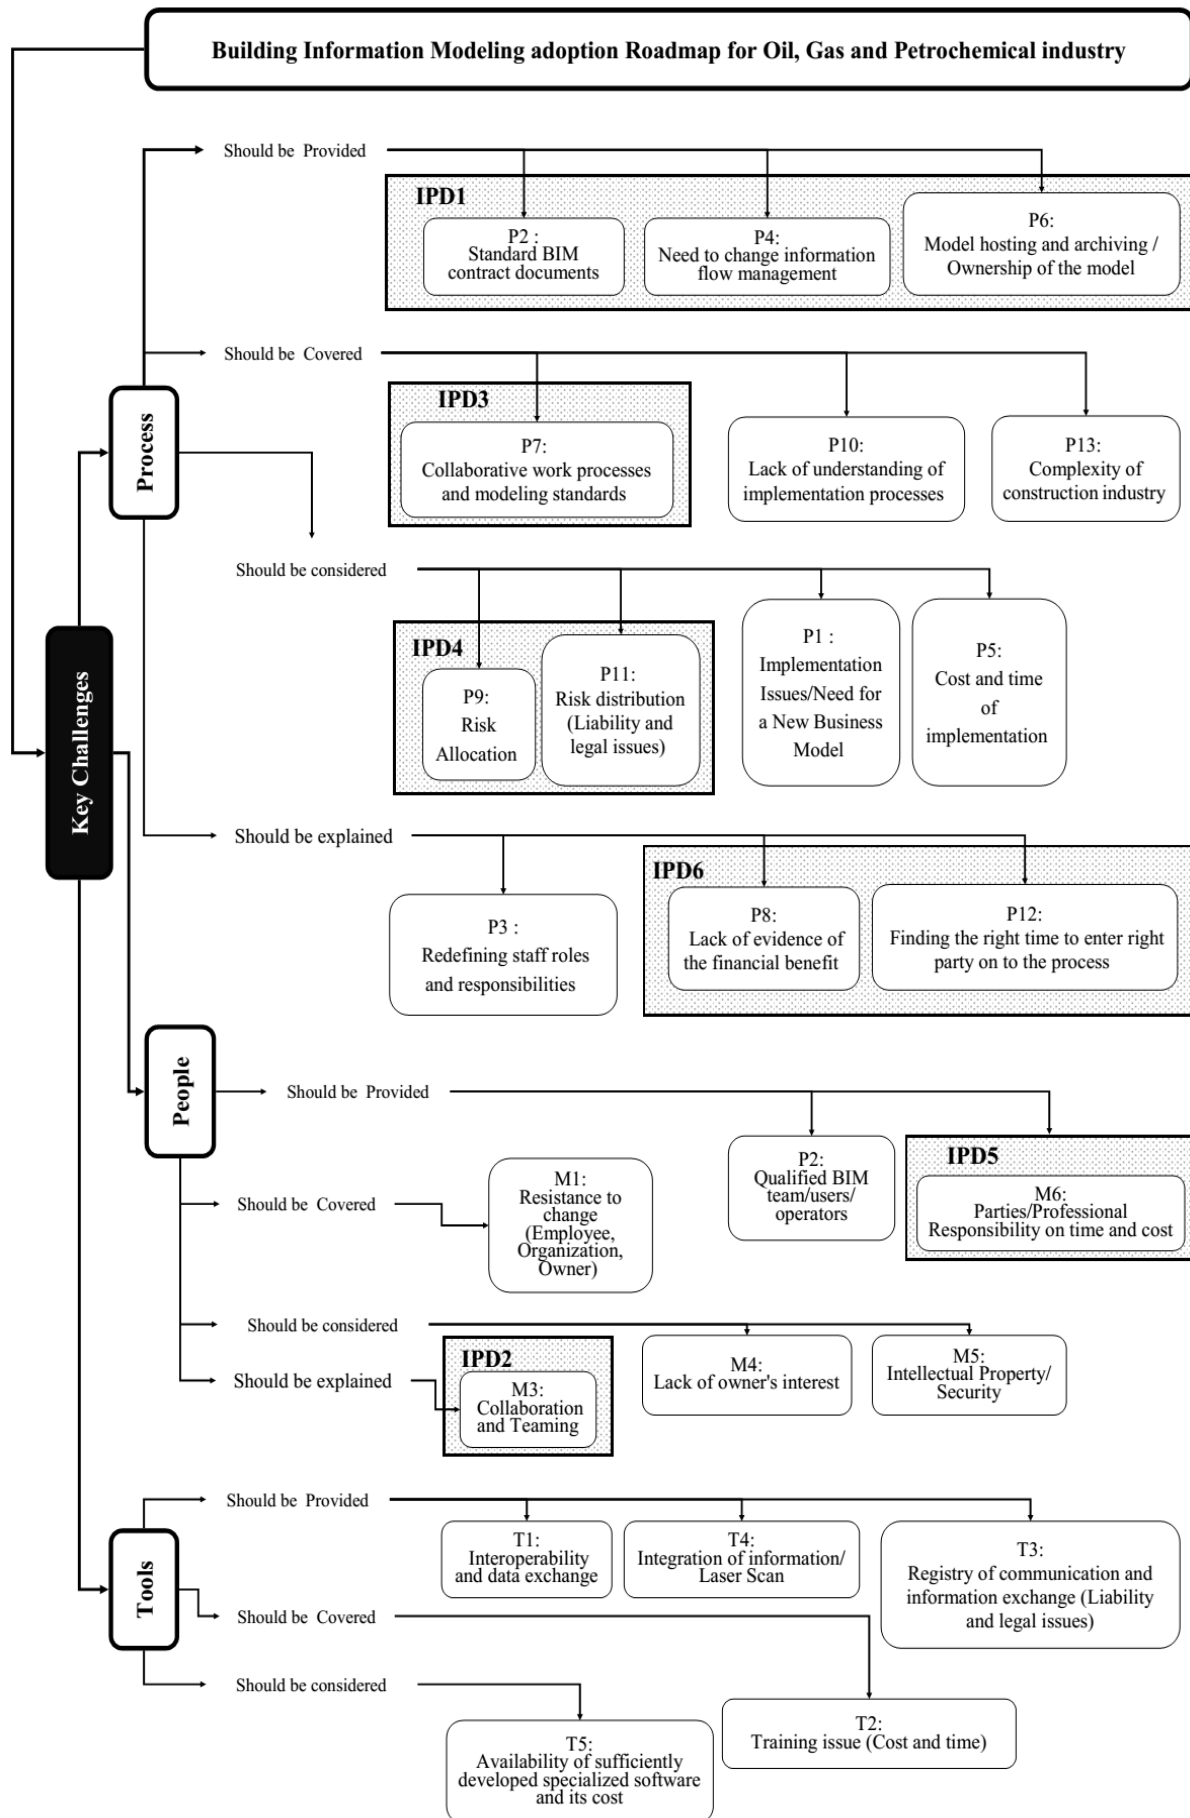 Building Information Modeling adoption Roadmap for Oil, Gas and Petrochemical industry
Key Challenges
Process
Should be Provided
IPD1
P2 :
Standard BIM
contract documents
P4:
Need to change information
flow management
P6:
Model hosting and archiving /
Ownership of the model
Should be Covered
IPD3
P7:
Collaborative work processes
and modeling standards
P10:
Lack of understanding of
implementation processes
P13:
Complexity of
construction industry
Should be considered
IPD4
P9:
Risk
Allocation
P11:
Risk distribution
(Liability and
legal issues)
P1 :
Implementation
Issues/Need for
a New Business
Model
P5:
Cost and time
of
implementation
Should be explained
P3 :
Redefining staff roles
and responsibilities
IPD6
P8:
Lack of evidence of
the financial benefit
P12:
Finding the right time to enter right
party on to the process
People
Should be Provided
P2:
Qualified BIM
team/users/
operators
IPD5
M6:
Parties/Professional
Responsibility on time and cost
Should be Covered
M1:
Resistance to
change
(Employee,
Organization,
Owner)
Should be considered
M4:
Lack of owner's interest
M5:
Intellectual Property/
Security
Should be explained
IPD2
M3:
Collaboration
and Teaming
Tools
Should be Provided
T1:
Interoperability
and data exchange
T4:
Integration of information/
Laser Scan
T3:
Registry of communication and
information exchange (Liability
and legal issues)
Should be Covered
T2:
Training issue (Cost and time)
Should be considered
T5:
Availability of sufficiently
developed specialized software
and its cost